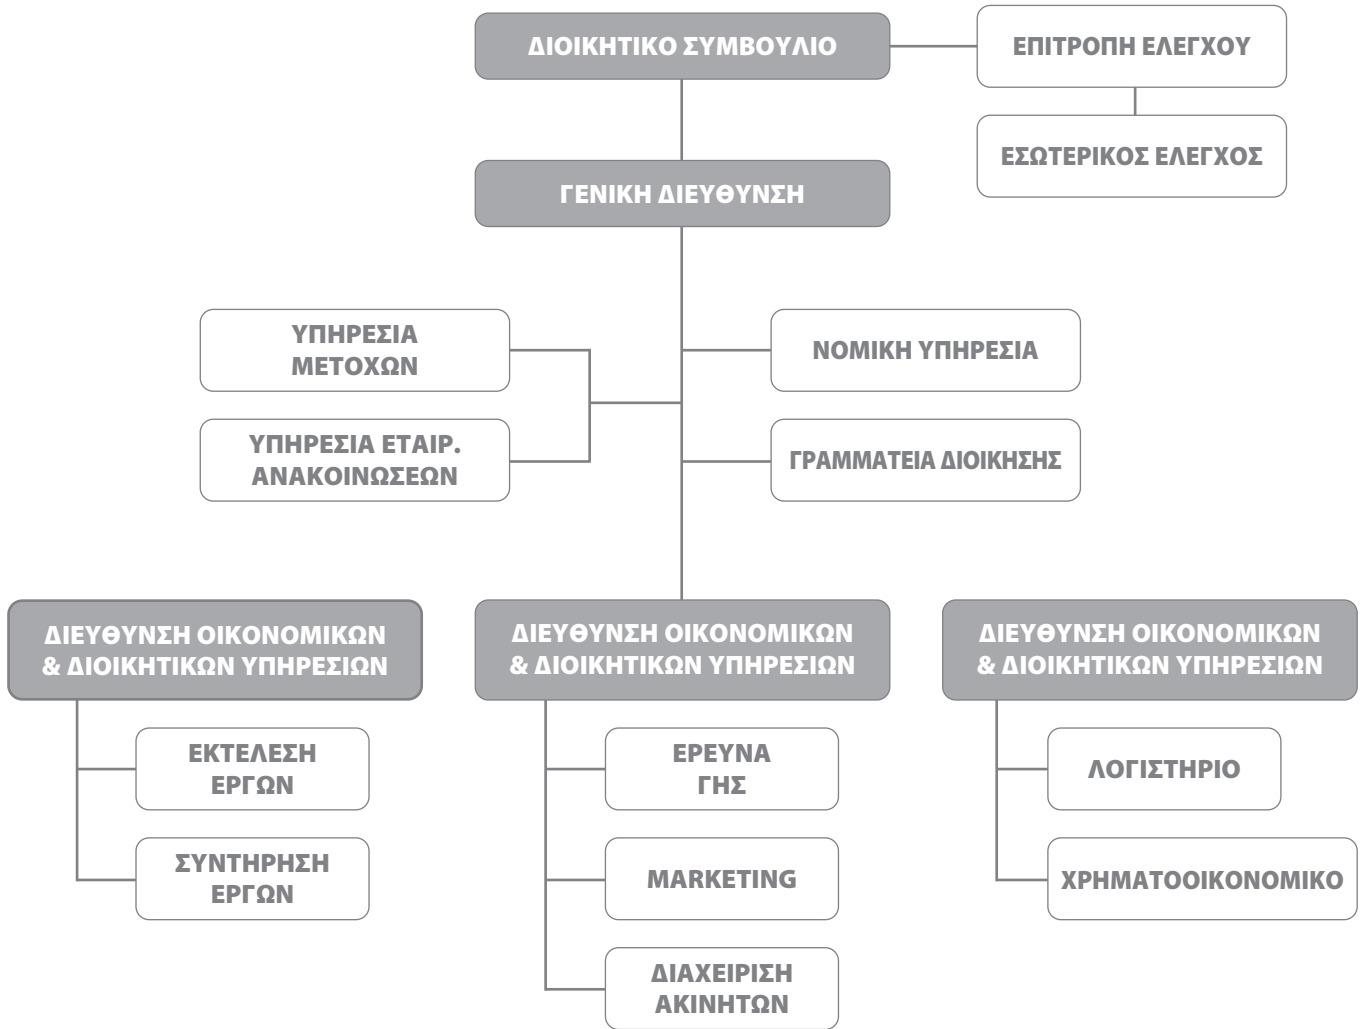 ΔΙΟΙΚΗΤΙΚΟ ΣΥΜΒΟΥΛΙΟ
ΕΠΙΤΡΟΠΗ ΕΛΕΓΧΟΥ
ΕΣΩΤΕΡΙΚΟΣ ΕΛΕΓΧΟΣ
ΓΕΝΙΚΗ ΔΙΕΥΘΥΝΣΗ
ΥΠΗΡΕΣΙΑ
ΜΕΤΟΧΩΝ
ΝΟΜΙΚΗ ΥΠΗΡΕΣΙΑ
ΥΠΗΡΕΣΙΑ ΕΤΑΙΡ.
ΑΝΑΚΟΙΝΩΣΕΩΝ
ΓΡΑΜΜΑΤΕΙΑ ΔΙΟΙΚΗΣΗΣ
ΔΙΕΥΘΥΝΣΗ ΟΙΚΟΝΟΜΙΚΩΝ
& ΔΙΟΙΚΗΤΙΚΩΝ ΥΠΗΡΕΣΙΩΝ
ΕΚΤΕΛΕΣΗ
ΕΡΓΩΝ
ΣΥΝΤΗΡΗΣΗ
ΕΡΓΩΝ
ΔΙΕΥΘΥΝΣΗ ΟΙΚΟΝΟΜΙΚΩΝ
& ΔΙΟΙΚΗΤΙΚΩΝ ΥΠΗΡΕΣΙΩΝ
ΕΡΕΥΝΑ
ΓΗΣ
MARKETING
ΔΙΑΧΕΙΡΙΣΗ
ΑΚΙΝΗΤΩΝ
ΔΙΕΥΘΥΝΣΗ ΟΙΚΟΝΟΜΙΚΩΝ
& ΔΙΟΙΚΗΤΙΚΩΝ ΥΠΗΡΕΣΙΩΝ
ΛΟΓΙΣΤΗΡΙΟ
ΧΡΗΜΑΤΟΟΙΚΟΝΟΜΙΚΟ